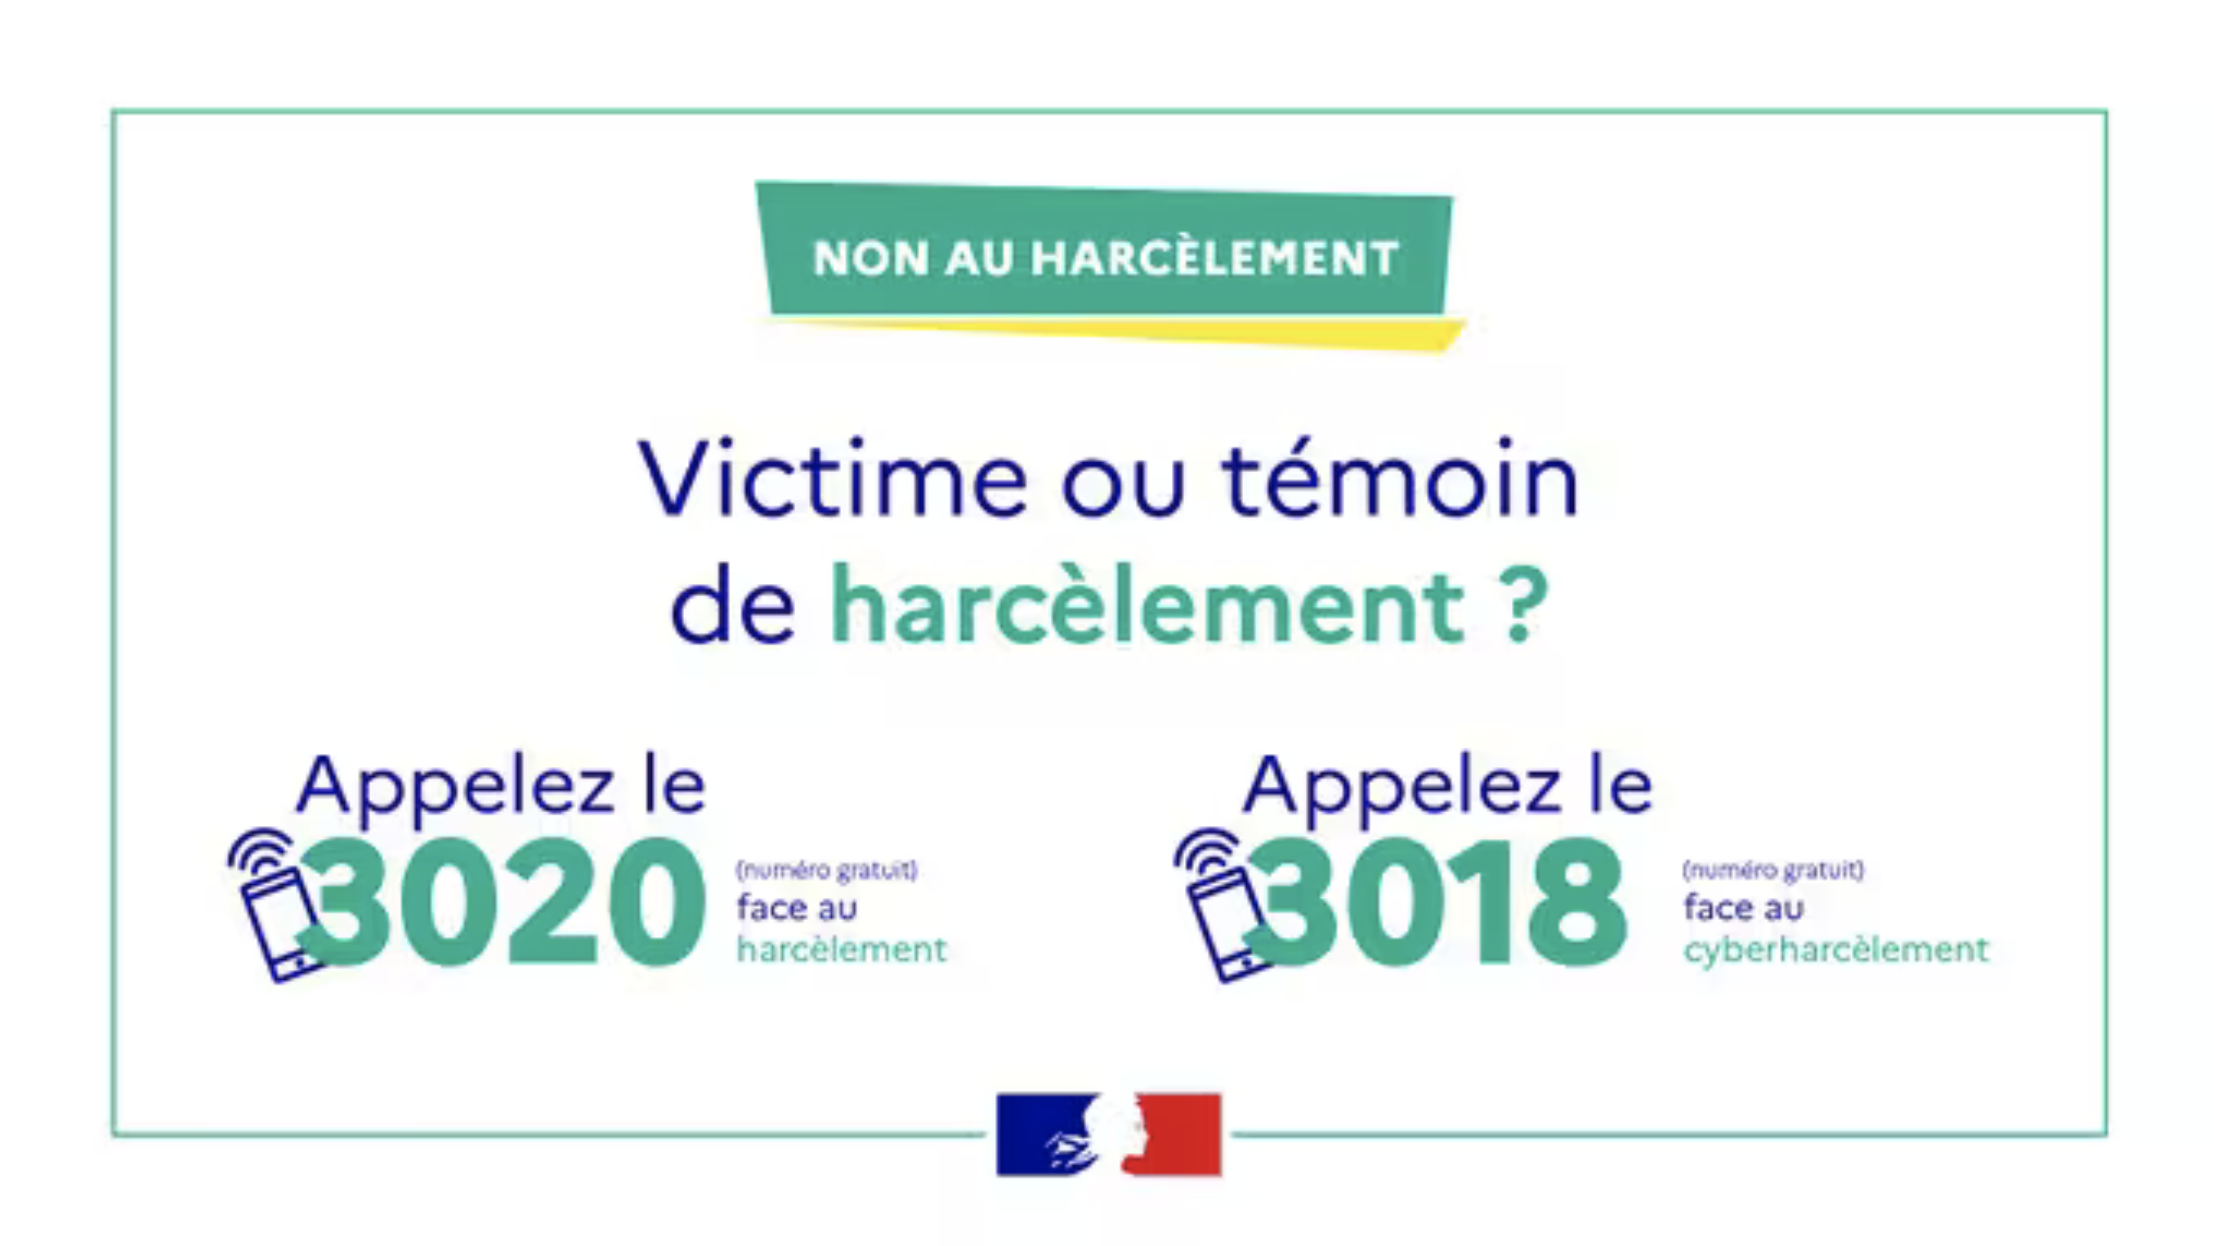 NON AU HARCÈLEMENT
Victime ou témoin
de harcèlement ?
Appelez le
3020
(numéro gratuit)
face au
harcèlement
Appelez le
3018
(numéro gratuit)
face au
cyberharcèlement